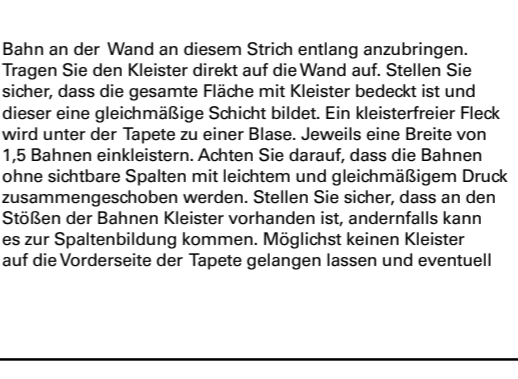 Bahn an der Wand an diesem Strich entlang anzubringen.
Tragen Sie den Kleister direkt auf die Wand auf. Stellen Sie
sicher, dass die gesamte Fläche mit Kleister bedeckt ist und
dieser eine gleichmäßige Schicht bildet. Ein kleisterfreier Fleck
wird unter der Tapete zu einer Blase. Jeweils eine Breite von
1,5 Bahnen einkleistern. Achten Sie darauf, dass die Bahnen
ohne sichtbare Spalten mit leichtem und gleichmäßigem Druck
zusammengeschoben werden. Stellen Sie sicher, dass an den
Stößen der Bahnen Kleister vorhanden ist, andernfalls kann
es zur Spaltenbildung kommen. Möglichst keinen Kleister
auf die Vorderseite der Tapete gelangen lassen und eventuell